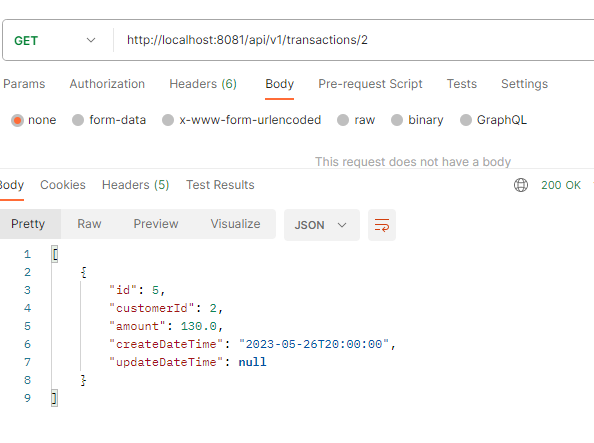 GET http://localhost:8081/api/v1/transactions/2
Params Authorization Headers (6) Body Pre-request Script Tests Settings
none form-data x-www-form-urlencoded raw binary GraphQL
This request does not have a body
Body Cookies Headers (5) Test Results 200 OK
Pretty Raw Preview Visualize JSON
1 [
2 {
3 "id": 5,
4 "customerId": 2,
5 "amount": 130.0,
6 "createDateTime": "2023-05-26T20:00:00",
7 "updateDateTime": null
8 }
9 ]